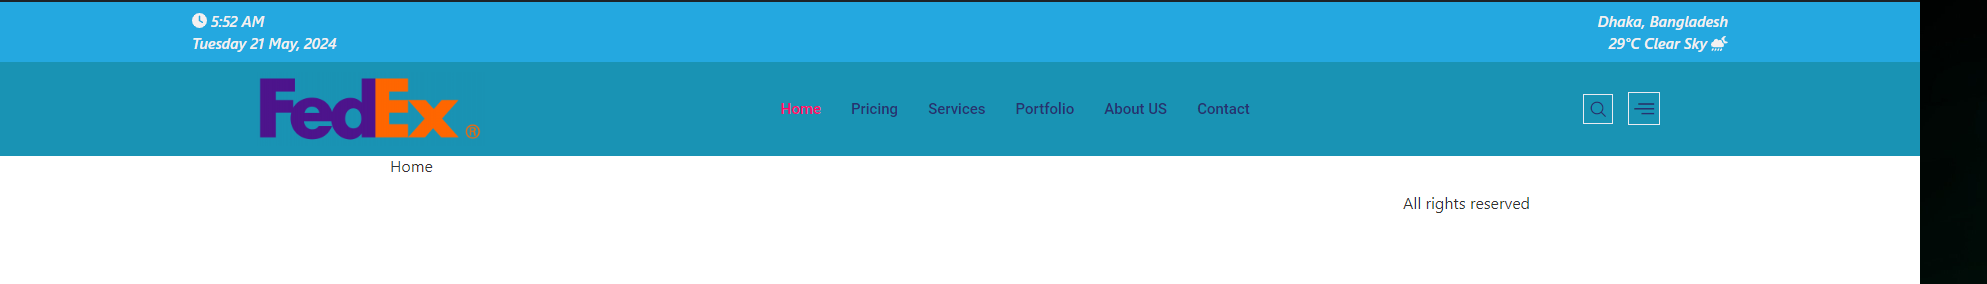 5:52 AM
Tuesday 21 May, 2024
Dhaka, Bangladesh
29°C Clear Sky
FedEx ®
Home Pricing Services Portfolio About US Contact
Home
All rights reserved